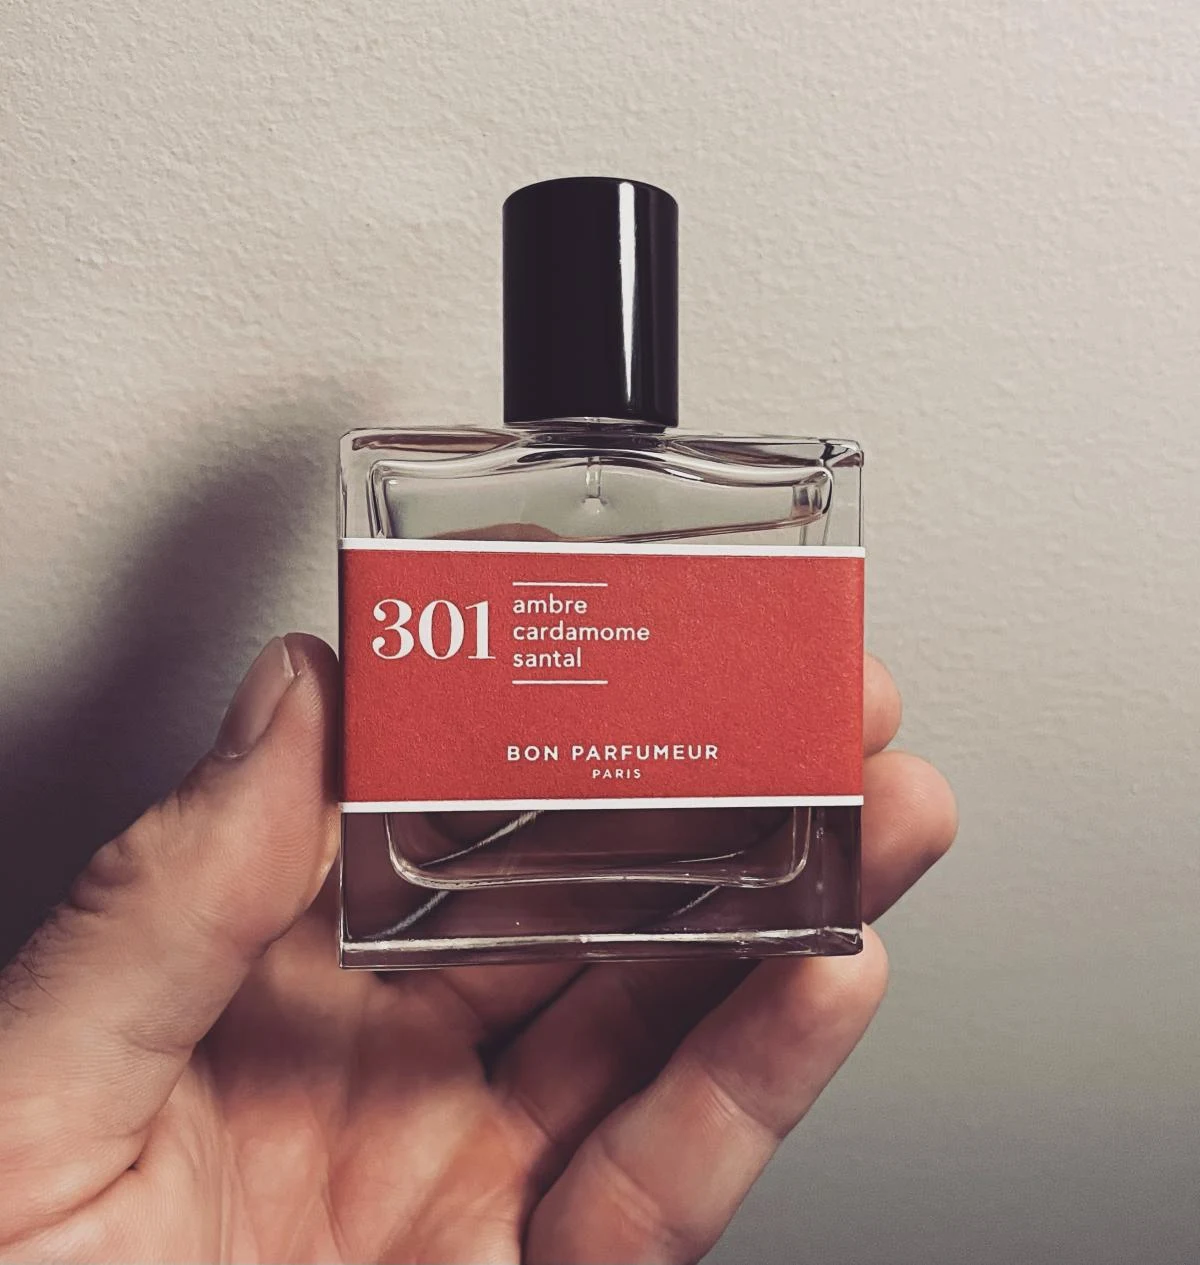 301
ambre
cardamome
santal
BON PARFUMEUR
PARIS